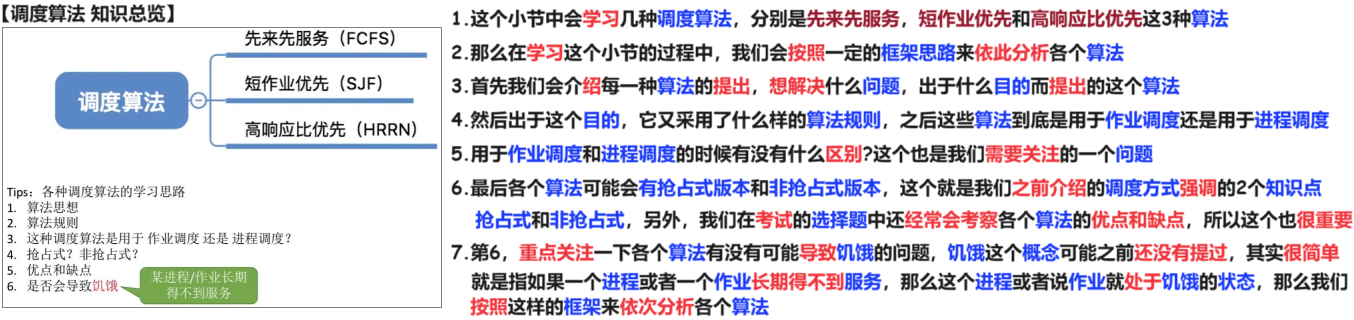 【调度算法 知识总览】
调度算法
先来先服务（FCFS）
短作业优先（SJF）
高响应比优先（HRRN）
Tips：各种调度算法的学习思路
1. 算法思想
2. 算法规则
3. 这种调度算法是用于 作业调度 还是 进程调度？
4. 抢占式？非抢占式？
5. 优点和缺点
6. 是否会导致饥饿
某进程/作业长期
得不到服务
1.这个小节中会学习几种调度算法，分别是先来先服务，短作业优先和高响应比优先这3种算法
2.那么在学习这个小节的过程中，我们会按照一定的框架思路来依此分析各个算法
3.首先我们会介绍每一种算法的提出，想解决什么问题，出于什么目的而提出的这个算法
4.然后出于这个目的，它又采用了什么样的算法规则，之后这些算法到底是用于作业调度还是用于进程调度
5.用于作业调度和进程调度的时候有没有什么区别?这个也是我们需要关注的一个问题
6.最后各个算法可能会有抢占式版本和非抢占式版本，这个就是我们之前介绍的调度方式强调的2个知识点
抢占式和非抢占式，另外，我们在考试的选择题中还经常会考察各个算法的优点和缺点，所以这个也很重要
7.第6，重点关注一下各个算法有没有可能导致饥饿的问题，饥饿这个概念可能之前还没有提过，其实很简单
就是指如果一个进程或者一个作业长期得不到服务，那么这个进程或者说作业就处于饥饿的状态，那么我们
按照这样的框架来依次分析各个算法